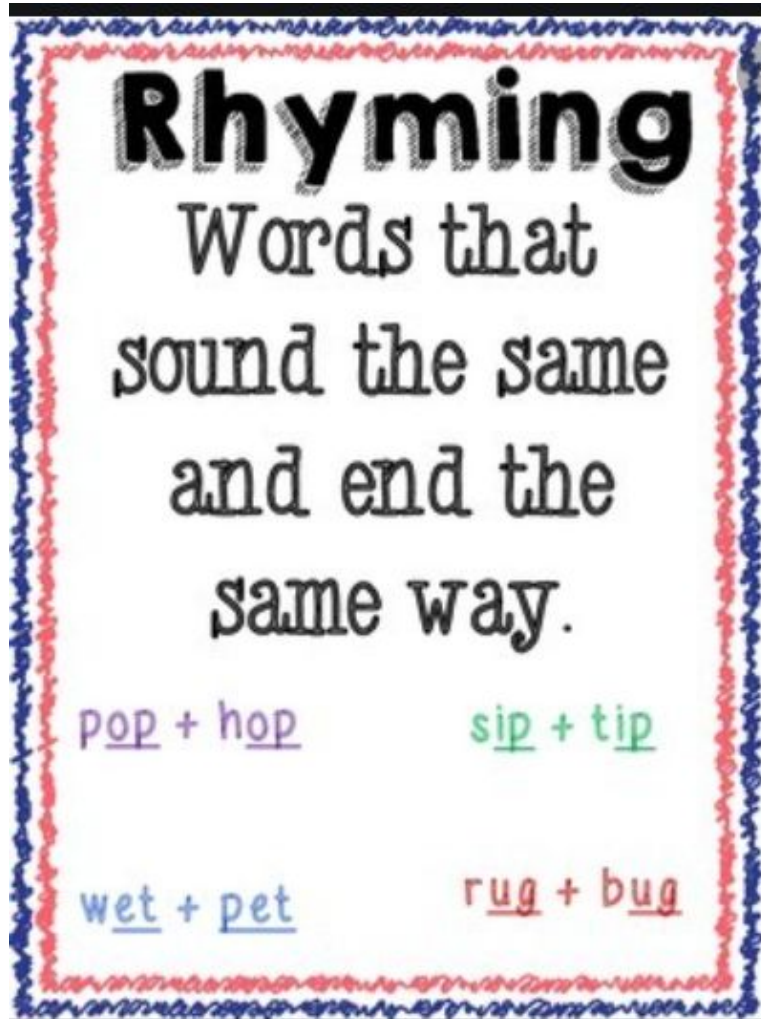 Rhyming
Words that
sound the same
and end the
same way.
pop + hop
sip + tip
wet + pet
rug + bug